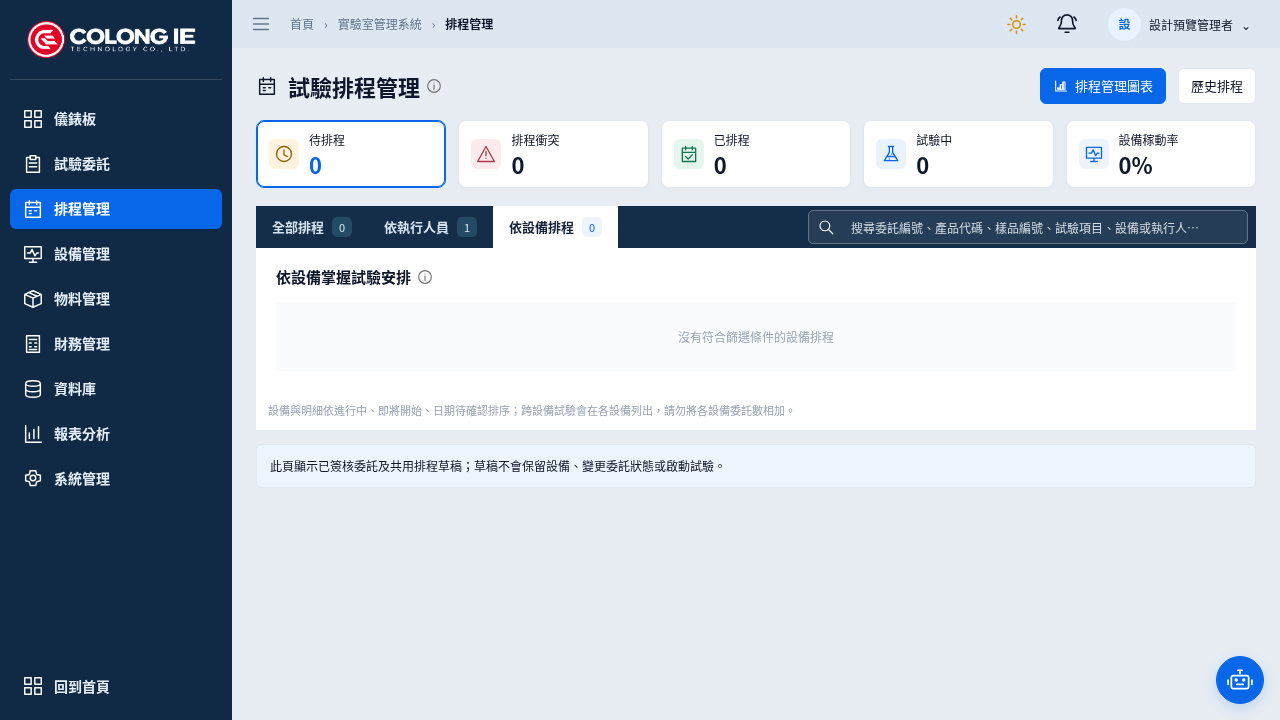 COLONG IE
TECHNOLOGY CO., LTD.
儀錶板
試驗委託
排程管理
設備管理
物料管理
財務管理
資料庫
報表分析
系統管理
回到首頁
首頁 › 實驗室管理系統 › 排程管理
設 設計預覽管理者
試驗排程管理
排程管理圖表
歷史排程
待排程
0
排程衝突
0
已排程
0
試驗中
0
設備稼動率
0%
全部排程 0
依執行人員 1
依設備排程 0
搜尋委託編號、產品代碼、樣品編號、試驗項目、設備或執行人…
依設備掌握試驗安排
沒有符合篩選條件的設備排程
設備與明細依進行中、即將開始、日期待確認排序；跨設備試驗會在各設備列出，請勿將各設備委託數相加。
此頁顯示已簽核委託及共用排程草稿；草稿不會保留設備、變更委託狀態或啟動試驗。